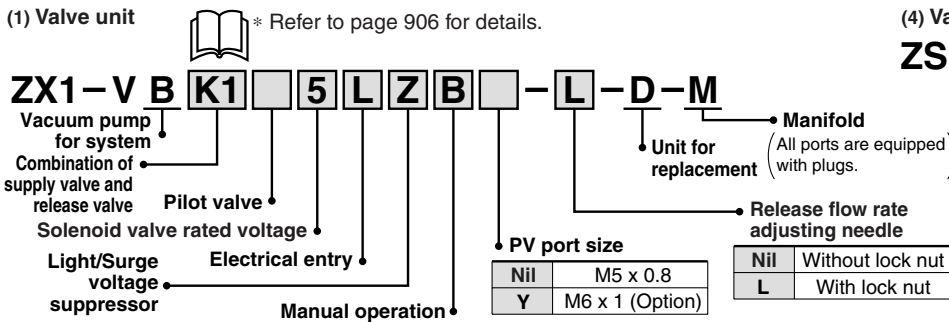 (1) Valve unit
* Refer to page 906 for details.
(4) Va
ZS
ZX1–V B K1 5 L Z B – L – D – M
Vacuum pump
for system
Combination of
supply valve and
release valve
Pilot valve
Solenoid valve rated voltage
Light/Surge
voltage
suppressor
Electrical entry
Manual operation
PV port size
Nil M5 x 0.8
Y M6 x 1 (Option)
Unit for
replacement
Manifold
(All ports are equipped
with plugs.)
Release flow rate
adjusting needle
Nil Without lock nut
L With lock nut